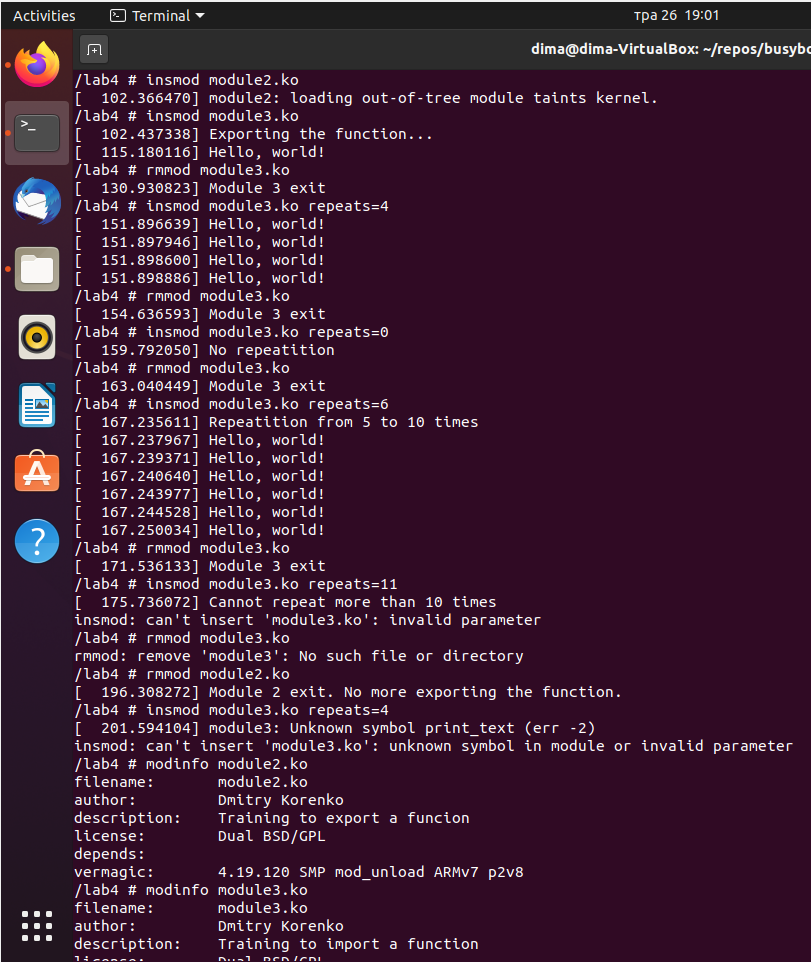 Activities Terminal тра 26 19:01
dima@dima-VirtualBox: ~/repos/busybo
/lab4 # insmod module2.ko
[  102.366470] module2: loading out-of-tree module taints kernel.
/lab4 # insmod module3.ko
[  102.437338] Exporting the function...
[  115.180116] Hello, world!
/lab4 # rmmod module3.ko
[  130.930823] Module 3 exit
/lab4 # insmod module3.ko repeats=4
[  151.896639] Hello, world!
[  151.897946] Hello, world!
[  151.898600] Hello, world!
[  151.898886] Hello, world!
/lab4 # rmmod module3.ko
[  154.636593] Module 3 exit
/lab4 # insmod module3.ko repeats=0
[  159.792050] No repeatition
/lab4 # rmmod module3.ko
[  163.040449] Module 3 exit
/lab4 # insmod module3.ko repeats=6
[  167.235611] Repeatition from 5 to 10 times
[  167.237967] Hello, world!
[  167.239371] Hello, world!
[  167.240640] Hello, world!
[  167.243977] Hello, world!
[  167.244528] Hello, world!
[  167.250034] Hello, world!
/lab4 # rmmod module3.ko
[  171.536133] Module 3 exit
/lab4 # insmod module3.ko repeats=11
[  175.736072] Cannot repeat more than 10 times
insmod: can't insert 'module3.ko': invalid parameter
/lab4 # rmmod module3.ko
rmmod: remove 'module3': No such file or directory
/lab4 # rmmod module2.ko
[  196.308272] Module 2 exit. No more exporting the function.
/lab4 # insmod module3.ko repeats=4
[  201.594104] module3: Unknown symbol print_text (err -2)
insmod: can't insert 'module3.ko': unknown symbol in module or invalid parameter
/lab4 # modinfo module2.ko
filename:       module2.ko
author:         Dmitry Korenko
description:    Training to export a funcion
license:        Dual BSD/GPL
depends:
vermagic:       4.19.120 SMP mod_unload ARMv7 p2v8
/lab4 # modinfo module3.ko
filename:       module3.ko
author:         Dmitry Korenko
description:    Training to import a function
license:        Dual BSD/GPL